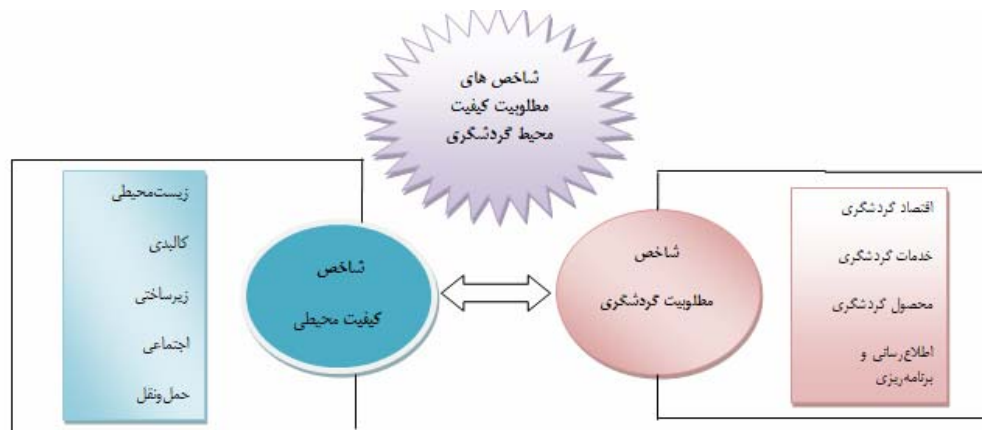 شاخص های
مطلوبیت کیفیت
محیط گردشگری
اقتصاد گردشگری
خدمات گردشگری
محصول گردشگری
اطلاع‌رسانی و
برنامه‌ریزی
شاخص
مطلوبیت گردشگری
شاخص
کیفیت محیطی
زیست‌محیطی
کالبدی
زیرساختی
اجتماعی
حمل‌ونقل